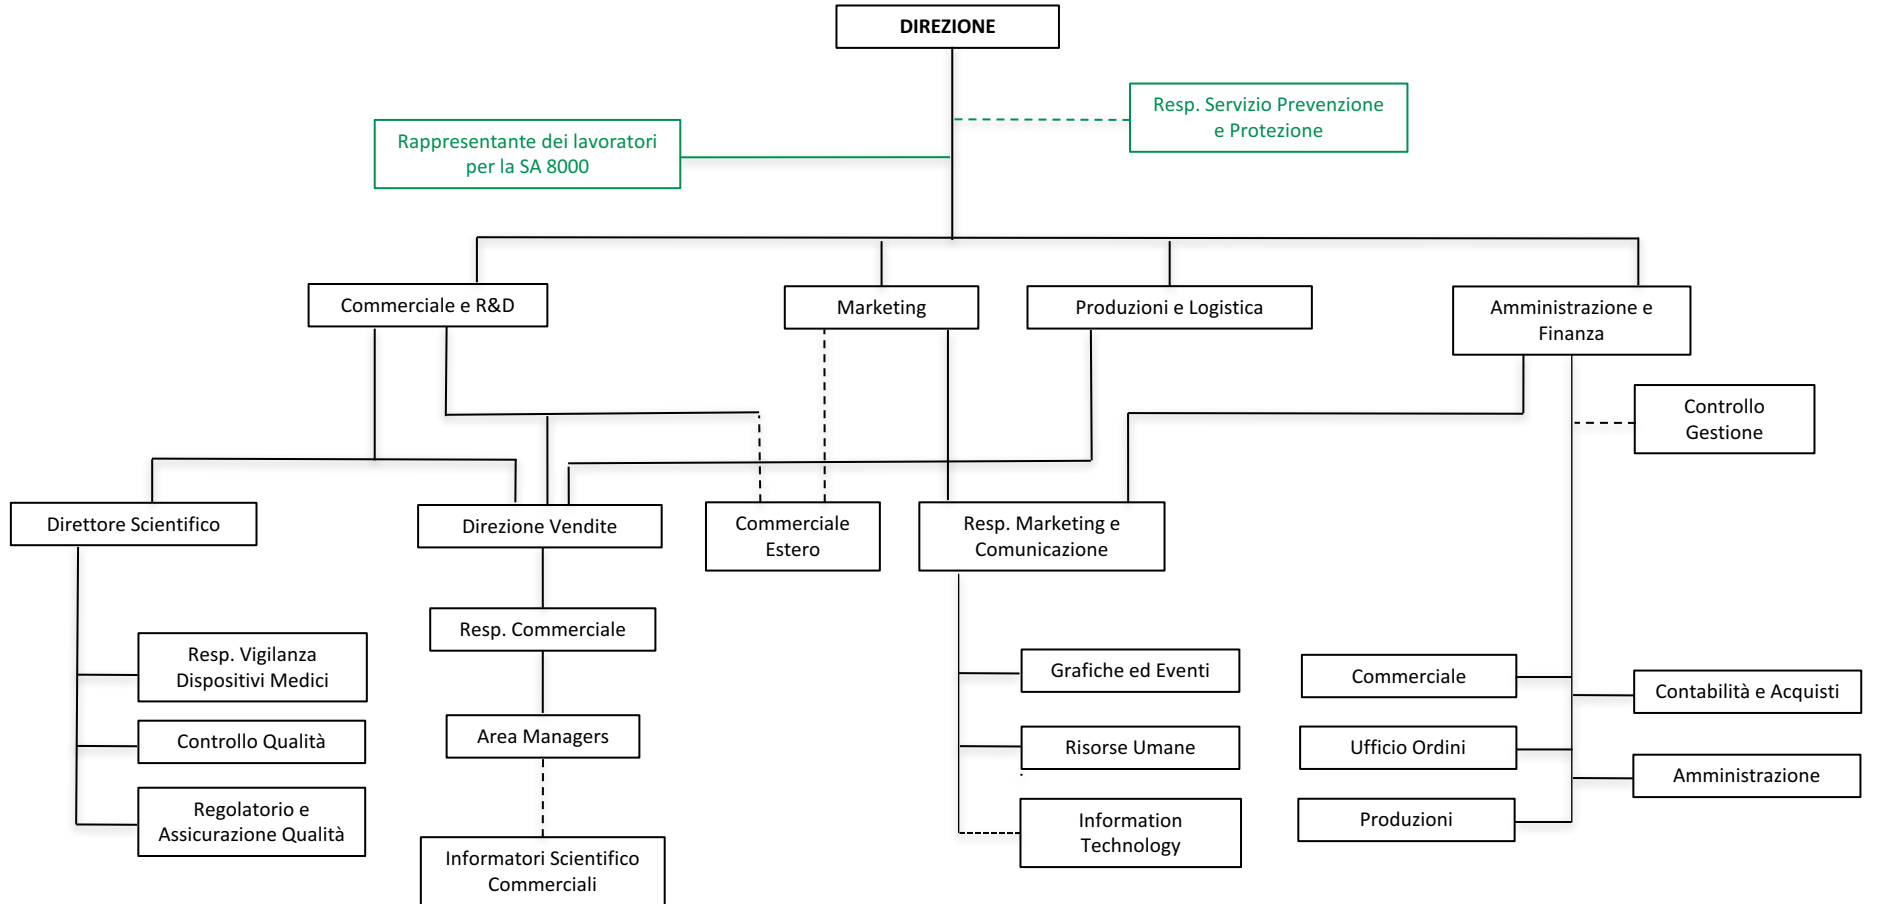 DIREZIONE
Resp. Servizio Prevenzione
e Protezione
Rappresentante dei lavoratori
per la SA 8000
Commerciale e R&D
Marketing
Produzioni e Logistica
Amministrazione e
Finanza
Controllo
Gestione
Direttore Scientifico
Direzione Vendite
Commerciale
Estero
Resp. Marketing e
Comunicazione
Resp. Vigilanza
Dispositivi Medici
Controllo Qualità
Regolatorio e
Assicurazione Qualità
Resp. Commerciale
Area Managers
Informatori Scientifico
Commerciali
Grafiche ed Eventi
Risorse Umane
Information
Technology
Commerciale
Ufficio Ordini
Produzioni
Contabilità e Acquisti
Amministrazione